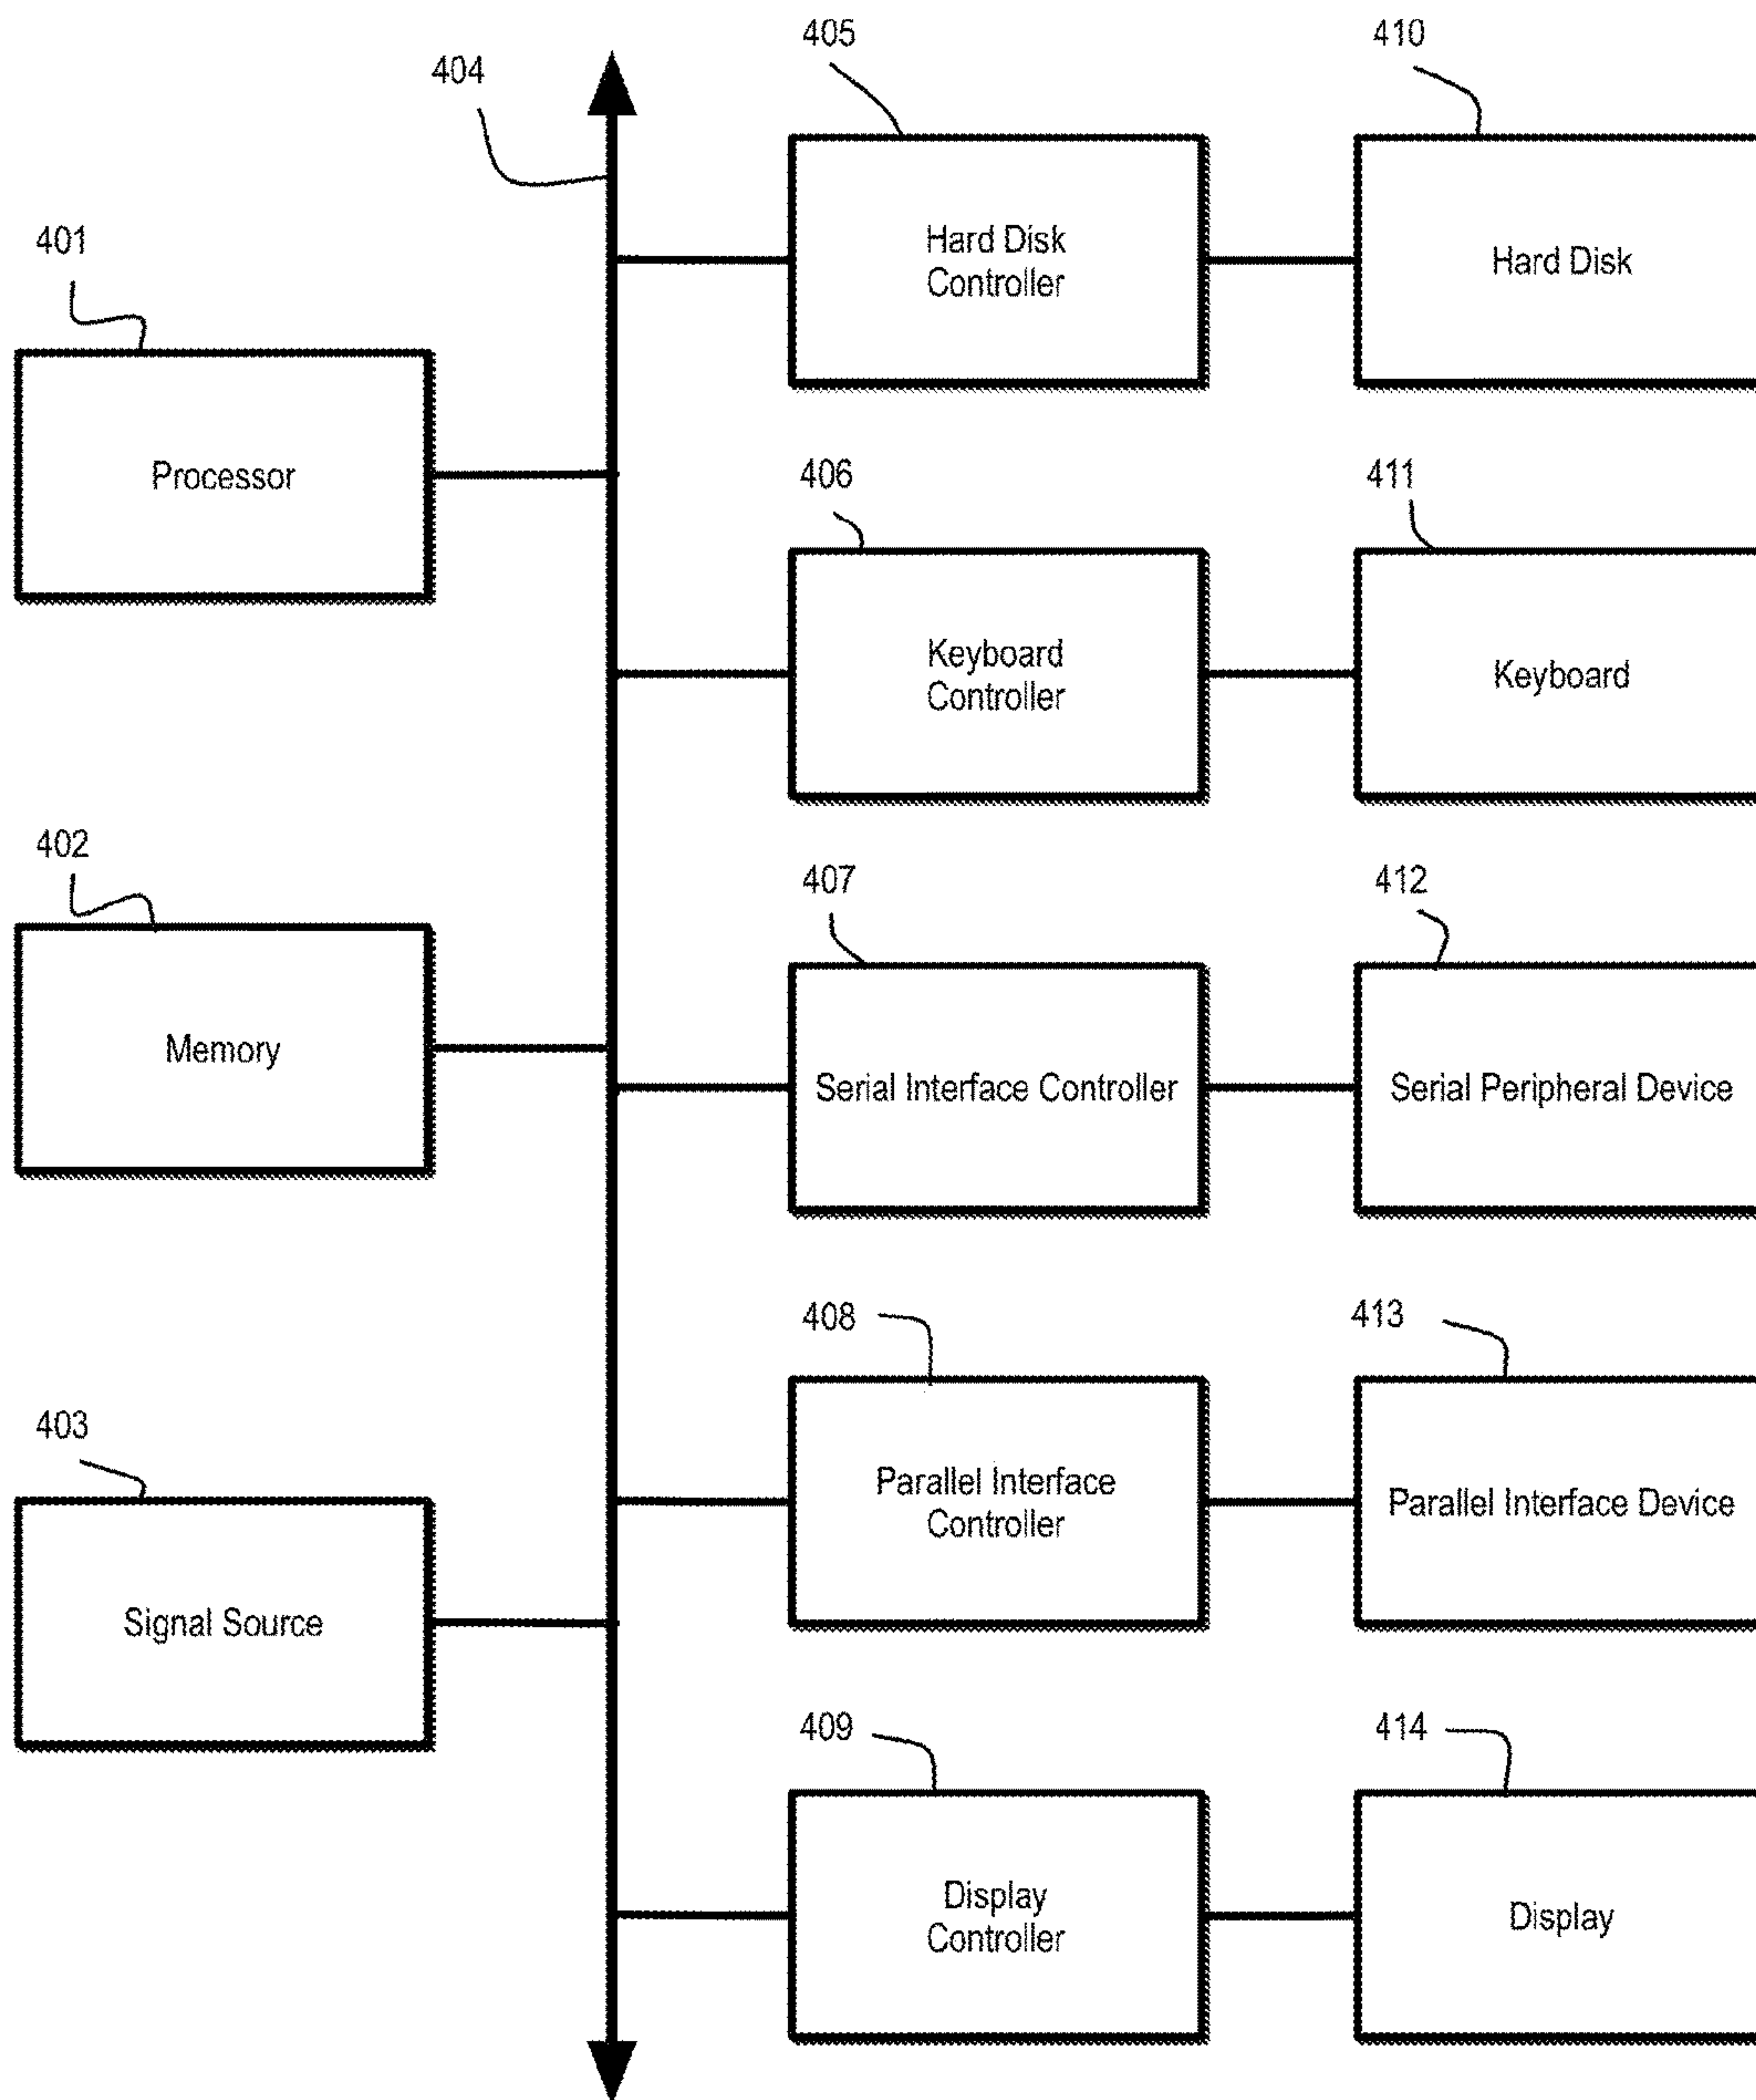 405
410
404
Hard Disk
Controller
Hard Disk
401
Processor
406
411
Keyboard
Controller
Keyboard
402
Memory
407
412
Serial Interface Controller
Serial Peripheral Device
408
413
Parallel Interface
Controller
Parallel Interface Device
403
Signal Source
409
414
Display
Controller
Display